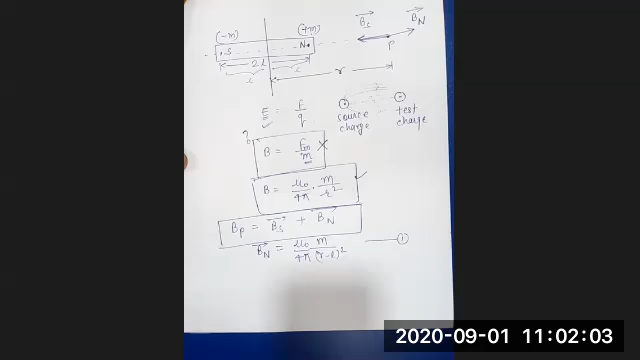 B_S B_N
(-m) (+m)
S N P
2l
l l
r
E = F/q
source charge test charge
? B = F_m/m ×
B = μ₀/4π · m/r² ✓
B_P = B_S + B_N
B_N = μ₀/4π m/(r-l)² —— ①
2020-09-01 11:02:03